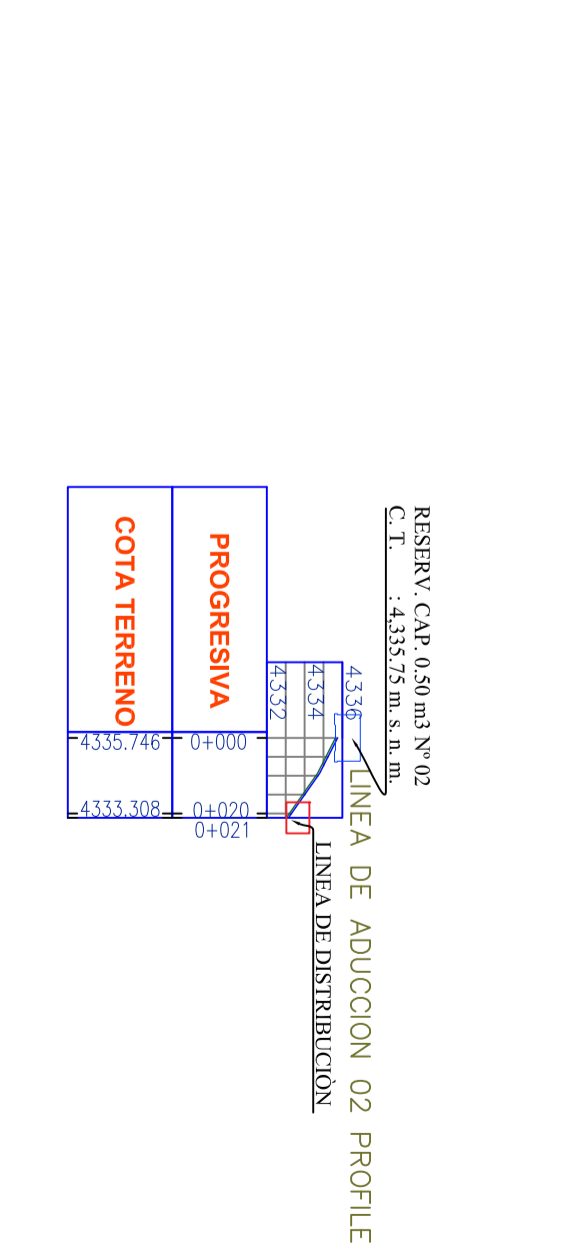 RESERV. CAP. 0.50 m3 Nº 02
C. T. : 4,335.75 m. s. n. m.
LINEA DE ADUCCION 02 PROFILE
4336
4334
4332
LINEA DE DISTRIBUCIÒN
PROGRESIVA
0+000
0+020
0+021
COTA TERRENO
4335.746
4333.308